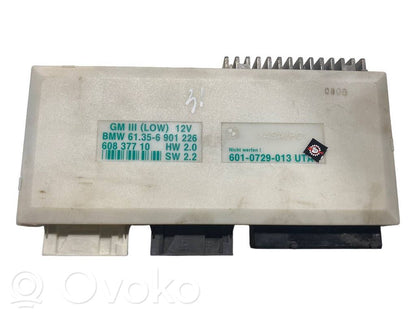 GM III (LOW) 12V
BMW 61.35-6 901 226
608 377 10 HW 2.0
SW 2.2
Nicht werfen !
601-0729-013 UTA
Ovoko